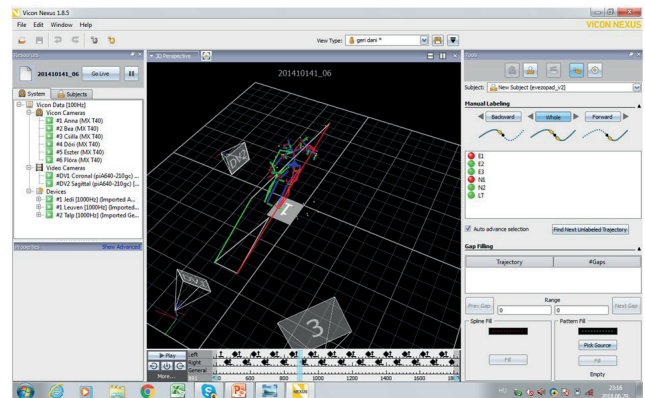 Vicon Nexus 1.8.5
File Edit Window Help
VICON NEXUS
View Type: geri dani *
Resources
3D Perspective
Tools
201410141_06
Go Live
201410141_06
Subject: New Subject (evezopad_v2)
System Subjects
Manual Labeling
Vicon Data [100Hz]
Backward Whole Forward
Vicon Cameras
#1 Anna (MX T40)
#2 Bea (MX T40)
#3 Csilla (MX T40)
#4 Dóri (MX T40)
#5 Eszter (MX T40)
#6 Flóra (MX T40)
Video Cameras
#DV1 Coronal (piA640-210gc) [...
#DV2 Sagittal (piA640-210gc) [...
Devices
#1 Jedi [1000Hz] (Imported A...
#1 Leuven [1000Hz] (Imported...
#2 Talp [1000Hz] (Imported Ge...
E1
E2
E3
N1
N2
LT
DV2
1
DV1
3
Auto advance selection
Find Next Unlabeled Trajectory
Properties
Show Advanced
Gap Filling
Trajectory #Gaps
Prev Gap
Range
0 0
Next Gap
Spline Fill
Pattern Fill
Pick Source
Fill
Fill
Empty
Play
More...
Left
Right
General
0 600 800 1000 1200 1400 1600
HU
23:16